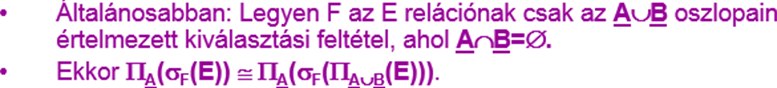 • Általánosabban: Legyen F az E relációnak csak az A∪B oszlopain
értelmezett kiválasztási feltétel, ahol A∩B=∅.
• Ekkor Π_A(σ_F(E)) ≅ Π_A(σ_F(Π_A∪B(E))).